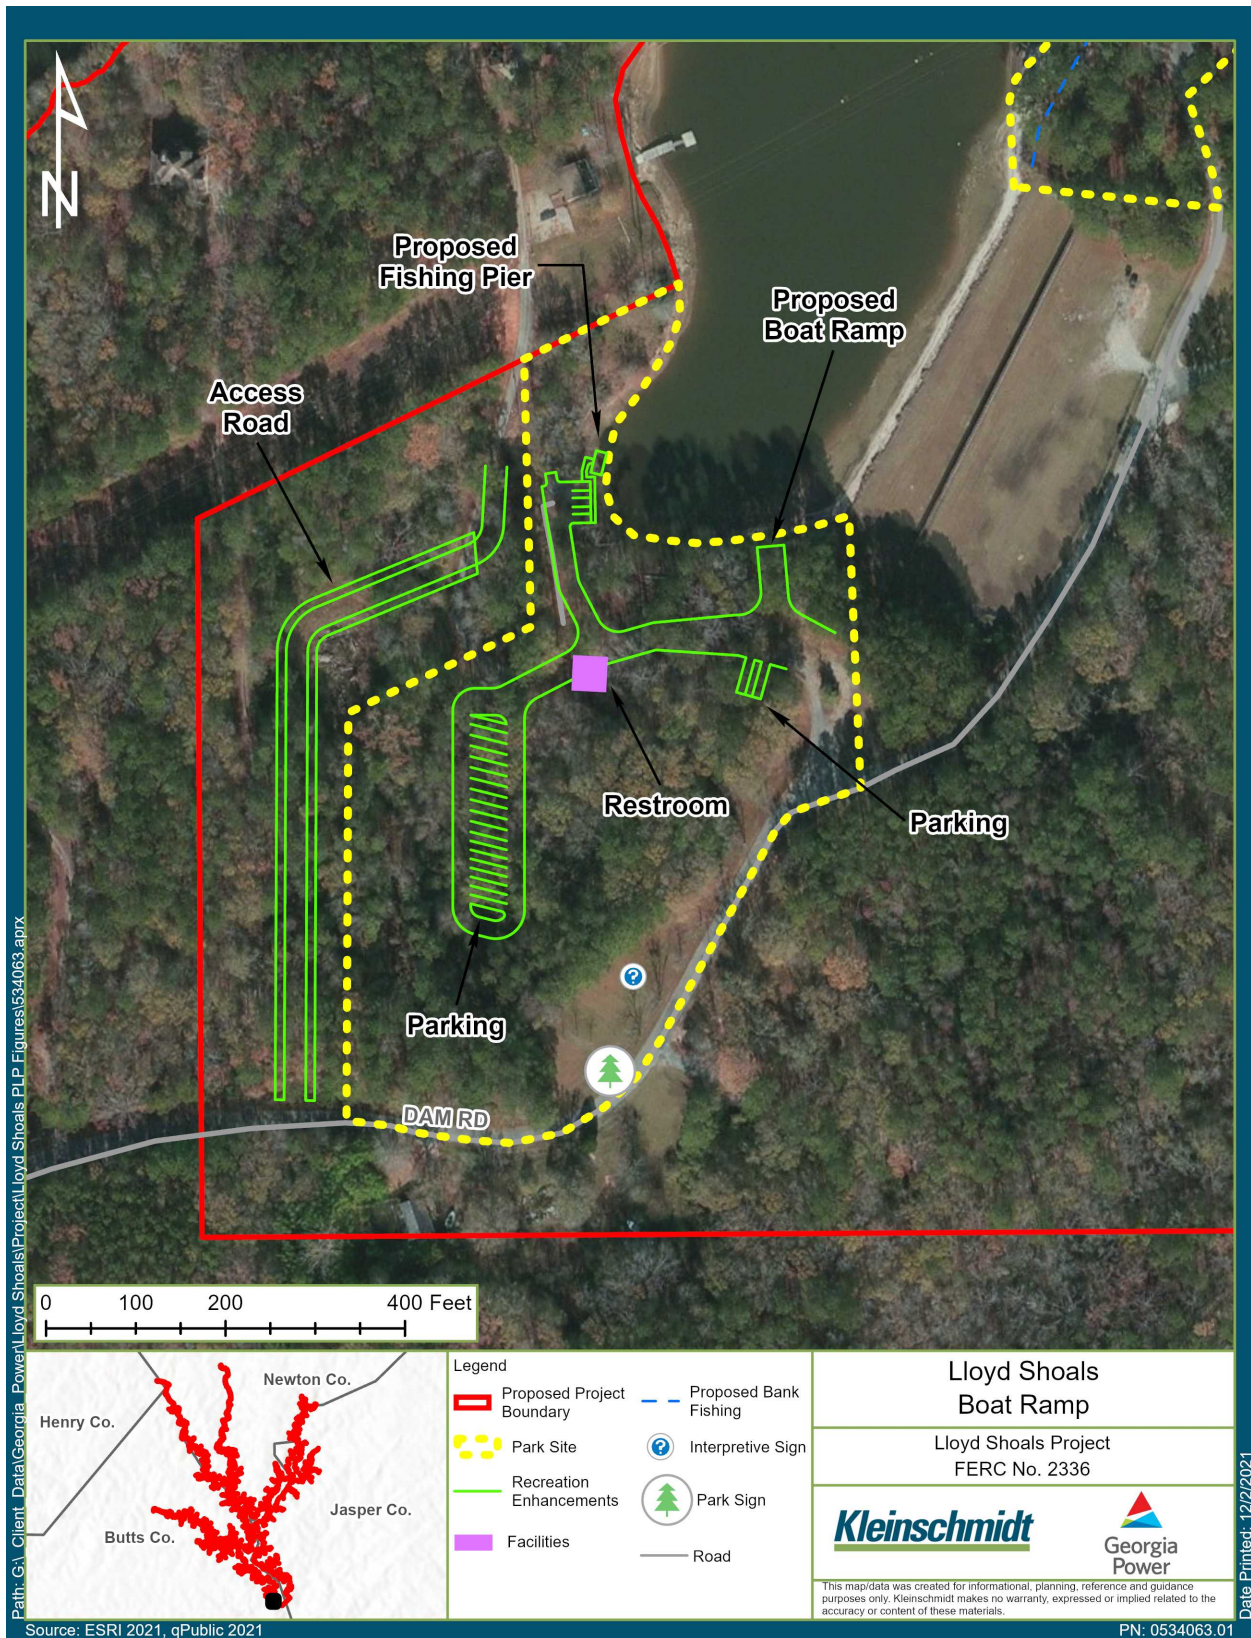 N
Proposed
Fishing Pier
Proposed
Boat Ramp
Access
Road
Restroom
Parking
Parking
DAM RD
0 100 200 400 Feet
Newton Co.
Henry Co.
Jasper Co.
Butts Co.
Legend
Proposed Project
Boundary
Park Site
Recreation
Enhancements
Facilities
Proposed Bank
Fishing
Interpretive Sign
Park Sign
Road
Lloyd Shoals
Boat Ramp
Lloyd Shoals Project
FERC No. 2336
Kleinschmidt
Georgia
Power
This map/data was created for informational, planning, reference and guidance
purposes only. Kleinschmidt makes no warranty, expressed or implied related to the
accuracy or content of these materials.
Path: G:\_Client_Data\Georgia_Power\Lloyd Shoals\Project\Lloyd Shoals PLP Figures\534063.aprx
Date Printed: 12/2/2021
Source: ESRI 2021, qPublic 2021
PN: 0534063.01